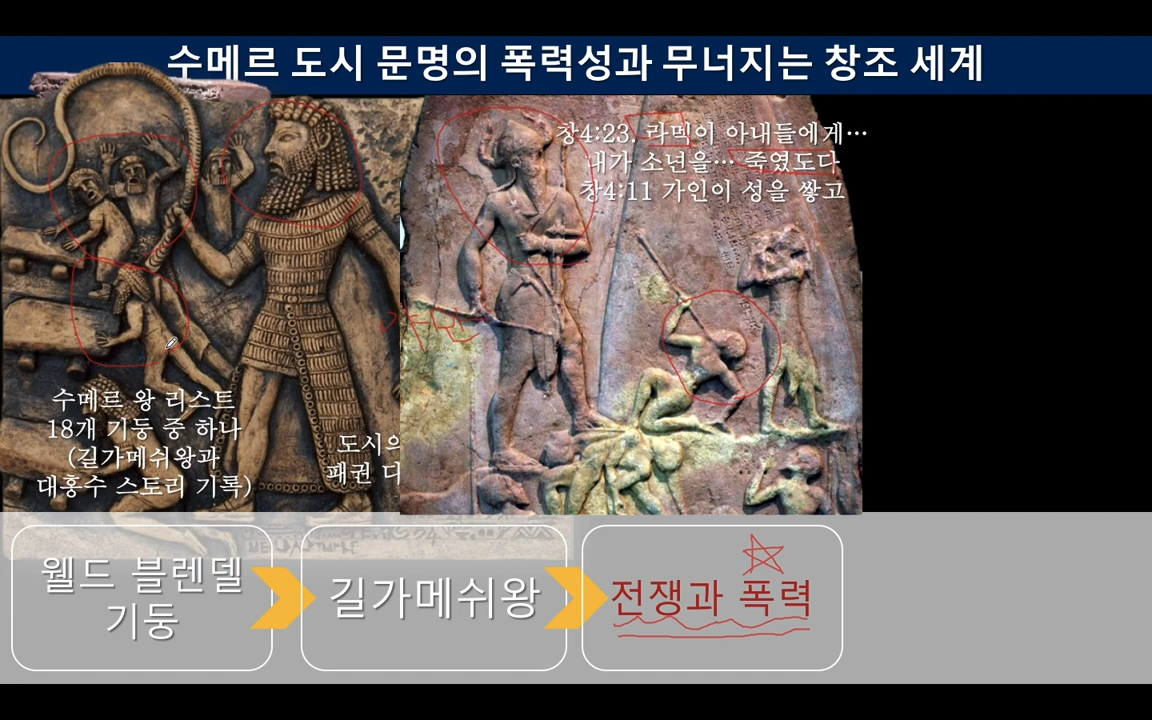 수메르 도시 문명의 폭력성과 무너지는 창조 세계
창4:23. 라멕이 아내들에게…
내가 소년을… 죽였도다
창4:11 가인이 성을 쌓고
수메르 왕 리스트
18개 기둥 중 하나
(길가메쉬왕과
대홍수 스토리 기록)
도시의
패권 다
웰드 블렌델
기둥
길가메쉬왕
전쟁과 폭력